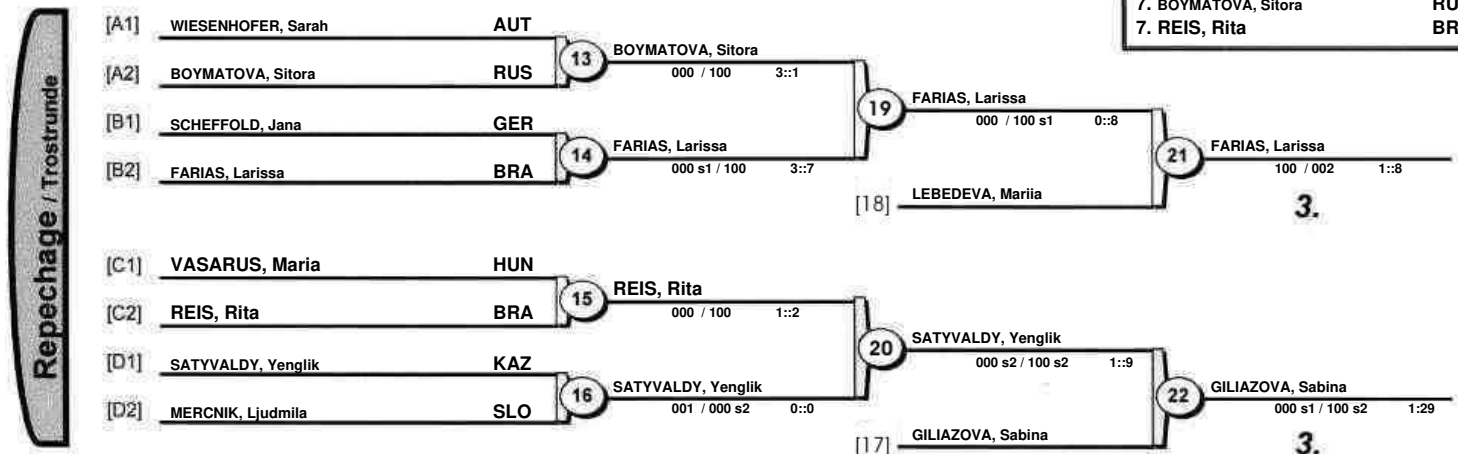 7. BOYMATOVA, Sitora RU
7. REIS, Rita BR
Repechage / Trostrunde
[A1] WIESENHOFER, Sarah AUT
[A2] BOYMATOVA, Sitora RUS
13 BOYMATOVA, Sitora
000 / 100 3::1
[B1] SCHEFFOLD, Jana GER
[B2] FARIAS, Larissa BRA
14 FARIAS, Larissa
000 s1 / 100 3::7
19 FARIAS, Larissa
000 / 100 s1 0::8
[18] LEBEDEVA, Mariia
21 FARIAS, Larissa
100 / 002 1::8
3.
[C1] VASARUS, Maria HUN
[C2] REIS, Rita BRA
15 REIS, Rita
000 / 100 1::2
[D1] SATYVALDY, Yenglik KAZ
[D2] MERCNIK, Ljudmila SLO
16 SATYVALDY, Yenglik
001 / 000 s2 0::0
20 SATYVALDY, Yenglik
000 s2 / 100 s2 1::9
[17] GILIAZOVA, Sabina
22 GILIAZOVA, Sabina
000 s1 / 100 s2 1:29
3.